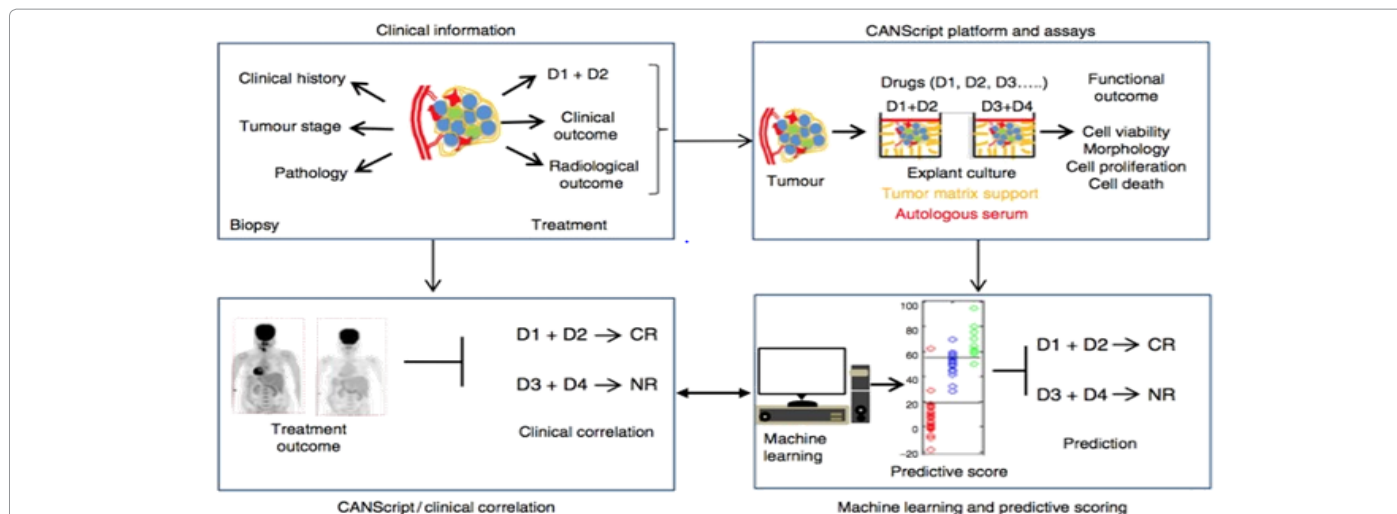 Clinical information
Clinical history
Tumour stage
Pathology
D1 + D2
Clinical
outcome
Radiological
outcome
Biopsy
Treatment
CANScript platform and assays
Drugs (D1, D2, D3.....)
D1+D2
D3+D4
Tumour
Explant culture
Tumor matrix support
Autologous serum
Functional
outcome
Cell viability
Morphology
Cell proliferation
Cell death
Treatment
outcome
D1 + D2 → CR
D3 + D4 → NR
Clinical correlation
CANScript/clinical correlation
Machine
learning
100
80
60
40
20
0
−20
Predictive score
D1 + D2 → CR
D3 + D4 → NR
Prediction
Machine learning and predictive scoring